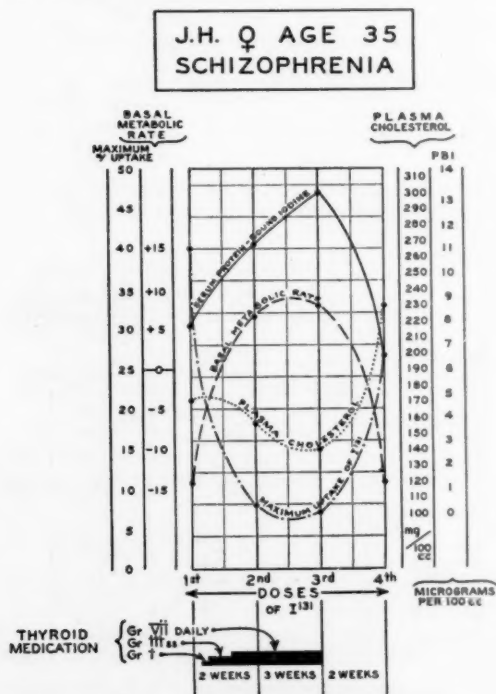 J.H. ♀ AGE 35
SCHIZOPHRENIA
BASAL
METABOLIC
RATE
MAXIMUM
% UPTAKE
PLASMA
CHOLESTEROL
PBI
50
45
40
35
30
25
20
15
10
5
0
+15
+10
+5
0
-5
-10
-15
310
300
290
280
270
260
250
240
230
220
210
200
190
180
170
160
150
140
130
120
110
100
mg
/100
cc
14
13
12
11
10
9
8
7
6
5
4
3
2
1
0
SERUM PROTEIN-BOUND IODINE
BASAL METABOLIC RATE
PLASMA CHOLESTEROL
MAXIMUM UPTAKE OF I131
1st 2nd 3rd 4th
DOSES
OF I131
MICROGRAMS
PER 100 CC
THYROID
MEDICATION
Gr VII DAILY
Gr III ss
Gr I
2 WEEKS 3 WEEKS 2 WEEKS